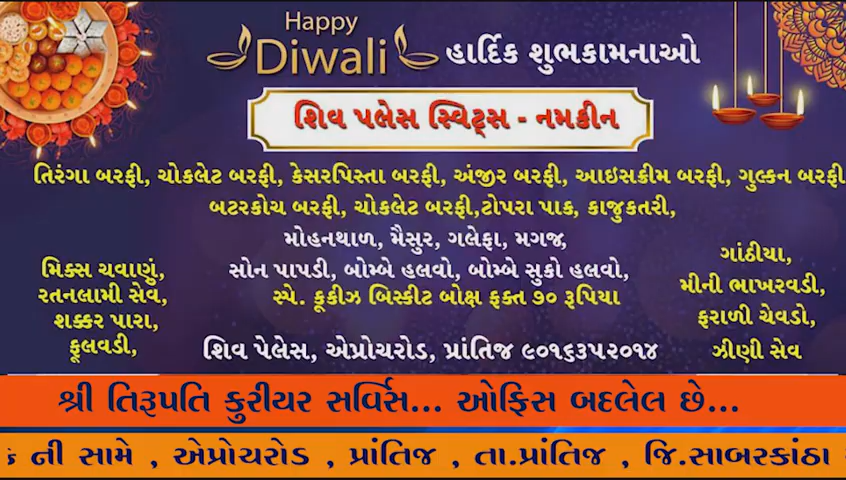 Happy
Diwali હાર્દિક શુભકામનાઓ
શિવ પલેસ સ્વિટ્સ - નમકીન
તિરંગા બરફી, ચોકલેટ બરફી, કેસરપિસ્તા બરફી, અંજીર બરફી, આઇસક્રીમ બરફી, ગુલ્કન બરફી
બટરકોચ બરફી, ચોકલેટ બરફી,ટોપરા પાક, કાજુકતરી,
મોહનથાળ, મૈસુર, ગલેફા, મગજ,
સોન પાપડી, બોમ્બે હલવો, બોમ્બે સુકો હલવો,
સ્પે. કૂકીઝ બિસ્કીટ બોક્ષ ફક્ત ૭૦ રૂપિયા
મિક્સ ચવાણું,
રતનલામી સેવ,
શક્કર પારા,
ફૂલવડી,
ગાંઠીયા,
મીની ભાખરવડી,
ફરાળી ચેવડો,
ઝીણી સેવ
શિવ પેલેસ, એપ્રોચરોડ, પ્રાંતિજ ૯૦૧૬૩૫૨૦૧૪
શ્રી તિરૂપતિ કુરીયર સર્વિસ... ઓફિસ બદલેલ છે...
ની સામે , એપ્રોચરોડ , પ્રાંતિજ , તા.પ્રાંતિજ , જિ.સાબરકાંઠા